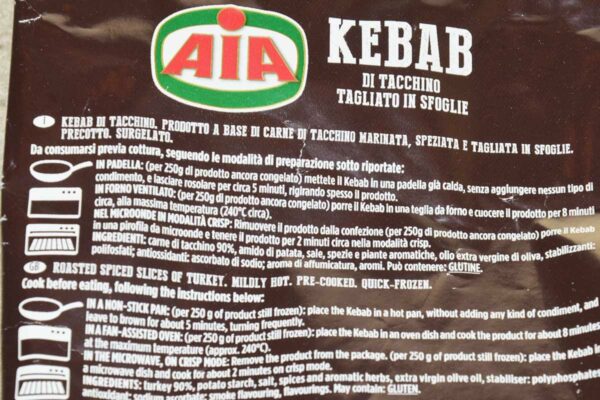 AIA
KEBAB
DI TACCHINO
TAGLIATO IN SFOGLIE
I KEBAB DI TACCHINO. PRODOTTO A BASE DI CARNE DI TACCHINO MARINATA, SPEZIATA E TAGLIATA IN SFOGLIE.
PRECOTTO. SURGELATO.
Da consumarsi previa cottura, seguendo le modalità di preparazione sotto riportate:
IN PADELLA: (per 250g di prodotto ancora congelato) mettete il Kebab in una padella già calda, senza aggiungere nessun tipo di
condimento, e lasciare rosolare per circa 5 minuti, rigirando spesso il prodotto.
IN FORNO VENTILATO: (per 250g di prodotto ancora congelato) porre il Kebab in una teglia da forno e cuocere il prodotto per 8 minuti
circa, alla massima temperatura (240°C circa).
NEL MICROONDE IN MODALITÀ CRISP: Rimuovere il prodotto dalla confezione (per 250g di prodotto ancora congelato) porre il Kebab
in una pirofila da microonde e tenere il prodotto per 2 minuti circa nella modalità crisp.
INGREDIENTI: carne di tacchino 90%, amido di patata, sale, spezie e piante aromatiche, olio extra vergine di oliva, stabilizzanti:
polifosfati; antiossidanti: ascorbato di sodio; aroma di affumicatura, aromi. Può contenere: GLUTINE.
GB ROASTED SPICED SLICES OF TURKEY. MILDLY HOT. PRE-COOKED. QUICK-FROZEN.
Cook before eating, following the instructions below:
IN A NON-STICK PAN: (per 250 g of product still frozen): place the Kebab in a hot pan, without adding any kind of condiment, and
leave to brown for about 5 minutes, turning frequently.
IN A FAN-ASSISTED OVEN: (per 250 g of product still frozen): place the Kebab in an oven dish and cook the product for about 8 minutes
at the maximum temperature (approx. 240°C).
IN THE MICROWAVE, ON CRISP MODE: Remove the product from the package. (per 250 g of product still frozen): place the Kebab in
a microwave dish and cook for about 2 minutes on crisp mode.
INGREDIENTS: turkey 90%, potato starch, salt, spices and aromatic herbs, extra virgin olive oil, stabiliser: polyphosphates
antioxidant: sodium ascorbate; smoke flavouring, flavourings. May contain: GLUTEN.